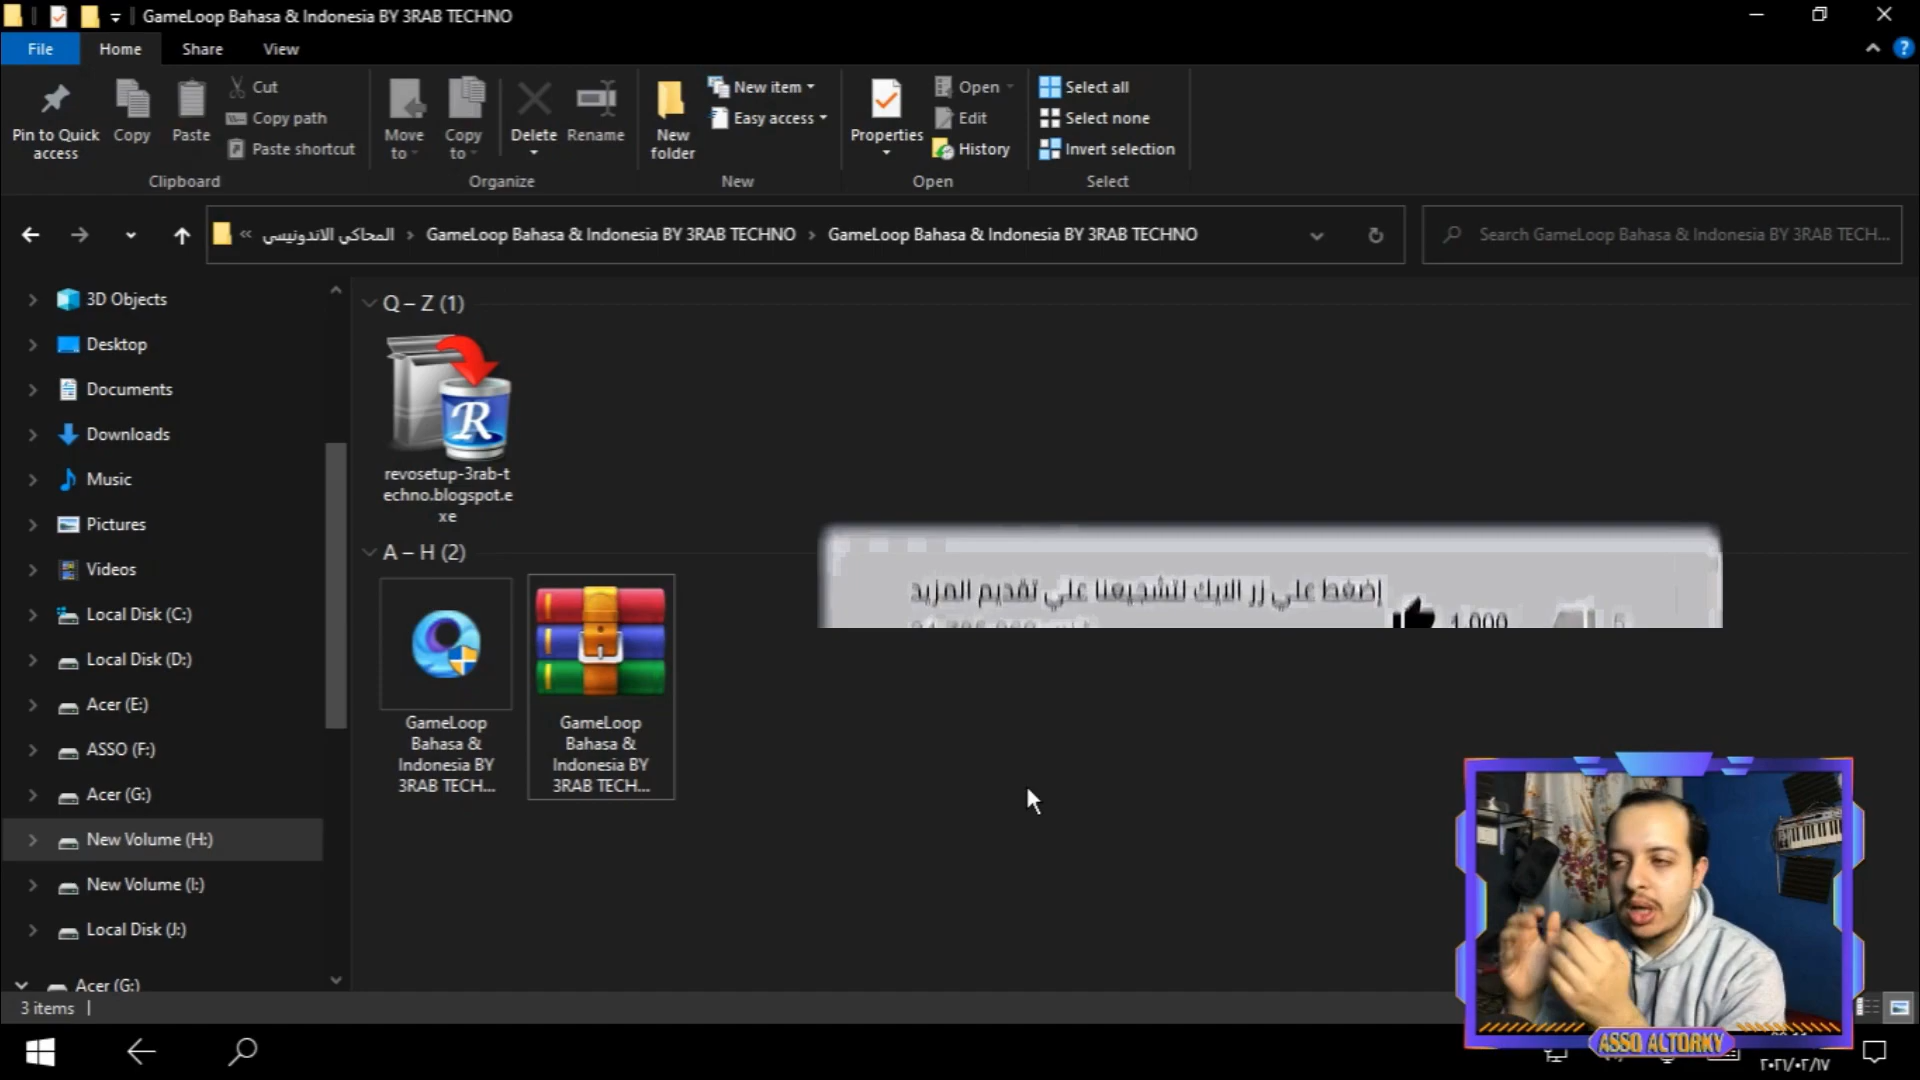 GameLoop Bahasa & Indonesia BY 3RAB TECHNO
File
Home
Share
View
Pin to Quick access
Copy
Paste
Cut
Copy path
Paste shortcut
Clipboard
Move to
Copy to
Delete
Rename
Organize
New folder
New item
Easy access
New
Properties
Open
Edit
History
Open
Select all
Select none
Invert selection
Select
« المحاكي الاندونيسي › GameLoop Bahasa & Indonesia BY 3RAB TECHNO › GameLoop Bahasa & Indonesia BY 3RAB TECHNO
Search GameLoop Bahasa & Indonesia BY 3RAB TECH...
3D Objects
Desktop
Documents
Downloads
Music
Pictures
Videos
Local Disk (C:)
Local Disk (D:)
Acer (E:)
ASSO (F:)
Acer (G:)
New Volume (H:)
New Volume (I:)
Local Disk (J:)
Acer (G:)
Q – Z (1)
revosetup-3rab-t
echno.blogspot.e
xe
A – H (2)
GameLoop
Bahasa &
Indonesia BY
3RAB TECH...
GameLoop
Bahasa &
Indonesia BY
3RAB TECH...
إضغط علي زر الايك لتشجيعنا علي تقديم المزيد
1,000
3 items
ASSO ALTORKY
٢٠٢١/٠٢/١٧